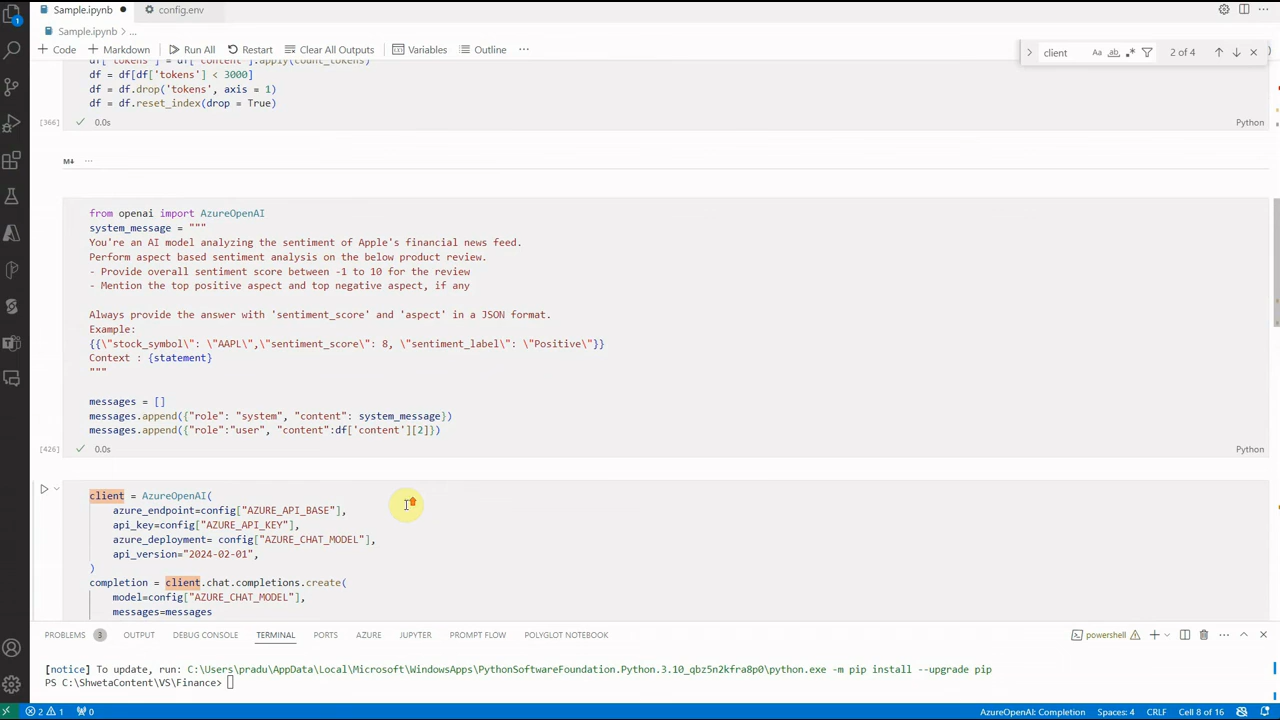 Sample.ipynb
config.env
Sample.ipynb > ...
+ Code + Markdown Run All Restart Clear All Outputs Variables Outline ...
client Aa ab .* 2 of 4
df['tokens'] = df['content'].apply(count_tokens)
df = df[df['tokens'] < 3000]
df = df.drop('tokens', axis = 1)
df = df.reset_index(drop = True)
[366] ✓ 0.0s Python
M↓ ...
from openai import AzureOpenAI
system_message = """
You're an AI model analyzing the sentiment of Apple's financial news feed.
Perform aspect based sentiment analysis on the below product review.
- Provide overall sentiment score between -1 to 10 for the review
- Mention the top positive aspect and top negative aspect, if any
Always provide the answer with 'sentiment_score' and 'aspect' in a JSON format.
Example:
{{\"stock_symbol\": \"AAPL\",\"sentiment_score\": 8, \"sentiment_label\": \"Positive\"}}
Context : {statement}
"""
messages = []
messages.append({"role": "system", "content": system_message})
messages.append({"role":"user", "content":df['content'][2]})
[426] ✓ 0.0s Python
client = AzureOpenAI(
azure_endpoint=config["AZURE_API_BASE"],
api_key=config["AZURE_API_KEY"],
azure_deployment= config["AZURE_CHAT_MODEL"],
api_version="2024-02-01",
)
completion = client.chat.completions.create(
model=config["AZURE_CHAT_MODEL"],
messages=messages
PROBLEMS 3 OUTPUT DEBUG CONSOLE TERMINAL PORTS AZURE JUPYTER PROMPT FLOW POLYGLOT NOTEBOOK powershell
[notice] To update, run: C:\Users\pradu\AppData\Local\Microsoft\WindowsApps\PythonSoftwareFoundation.Python.3.10_qbz5n2kfra8p0\python.exe -m pip install --upgrade pip
PS C:\ShwetaContent\VS\Finance>
2 1 0 AzureOpenAI: Completion Spaces: 4 CRLF Cell 8 of 16